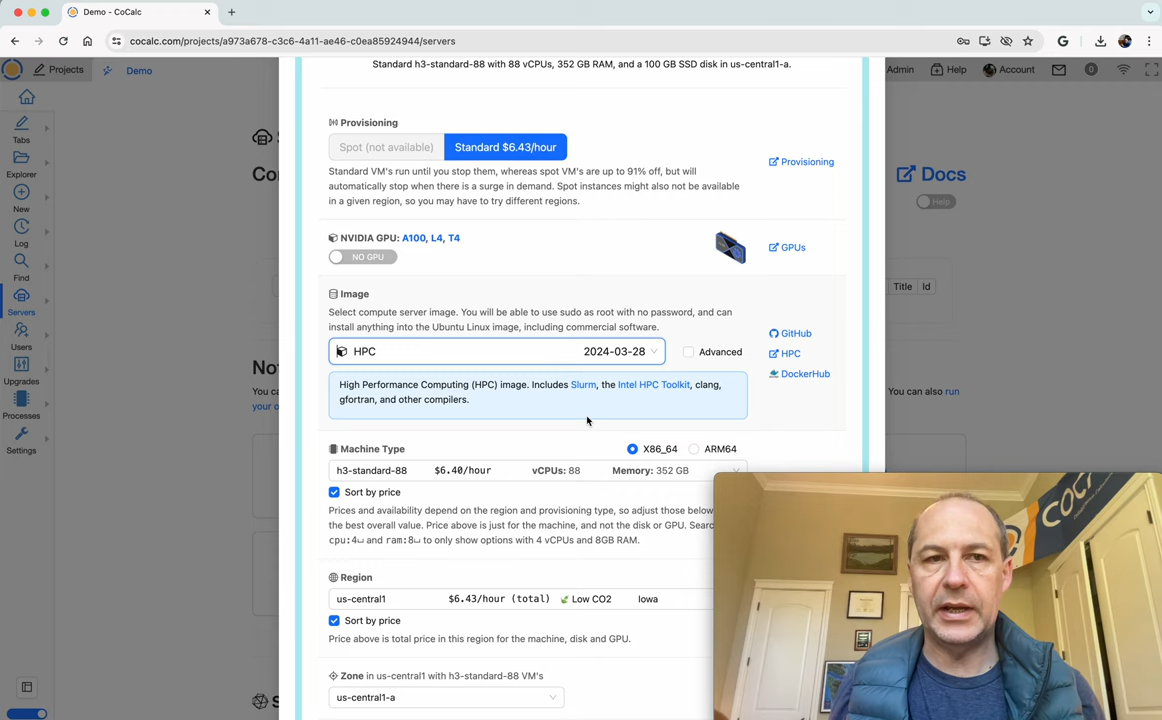 Demo - CoCalc
cocalc.com/projects/a973a678-c3c6-4a11-ae46-c0ea85924944/servers
Projects
Demo
Admin
Help
Account
0
Tabs
Explorer
New
Log
Find
Servers
Users
Upgrades
Processes
Settings
Docs
Help
Title Id
You can also run
Standard h3-standard-88 with 88 vCPUs, 352 GB RAM, and a 100 GB SSD disk in us-central1-a.
Provisioning
Spot (not available) Standard $6.43/hour
Provisioning
Standard VM's run until you stop them, whereas spot VM's are up to 91% off, but will
automatically stop when there is a surge in demand. Spot instances might also not be available
in a given region, so you may have to try different regions.
NVIDIA GPU: A100, L4, T4
NO GPU
GPUs
Image
Select compute server image. You will be able to use sudo as root with no password, and can
install anything into the Ubuntu Linux image, including commercial software.
GitHub
HPC 2024-03-28 Advanced
HPC
DockerHub
High Performance Computing (HPC) image. Includes Slurm, the Intel HPC Toolkit, clang,
gfortran, and other compilers.
Machine Type X86_64 ARM64
h3-standard-88 $6.40/hour vCPUs: 88 Memory: 352 GB
Sort by price
Prices and availability depend on the region and provisioning type, so adjust those below
the best overall value. Price above is just for the machine, and not the disk or GPU.
cpu:4␣ and ram:8␣ to only show options with 4 vCPUs and 8GB RAM.
Region
us-central1 $6.43/hour (total) Low CO2 Iowa
Sort by price
Price above is total price in this region for the machine, disk and GPU.
Zone in us-central1 with h3-standard-88 VM's
us-central1-a